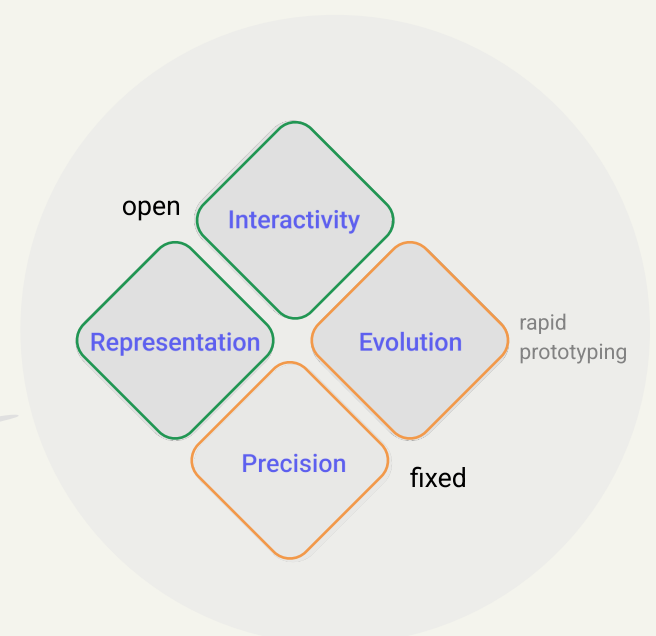 open
Interactivity
Representation
Evolution
rapid
prototyping
Precision
fixed